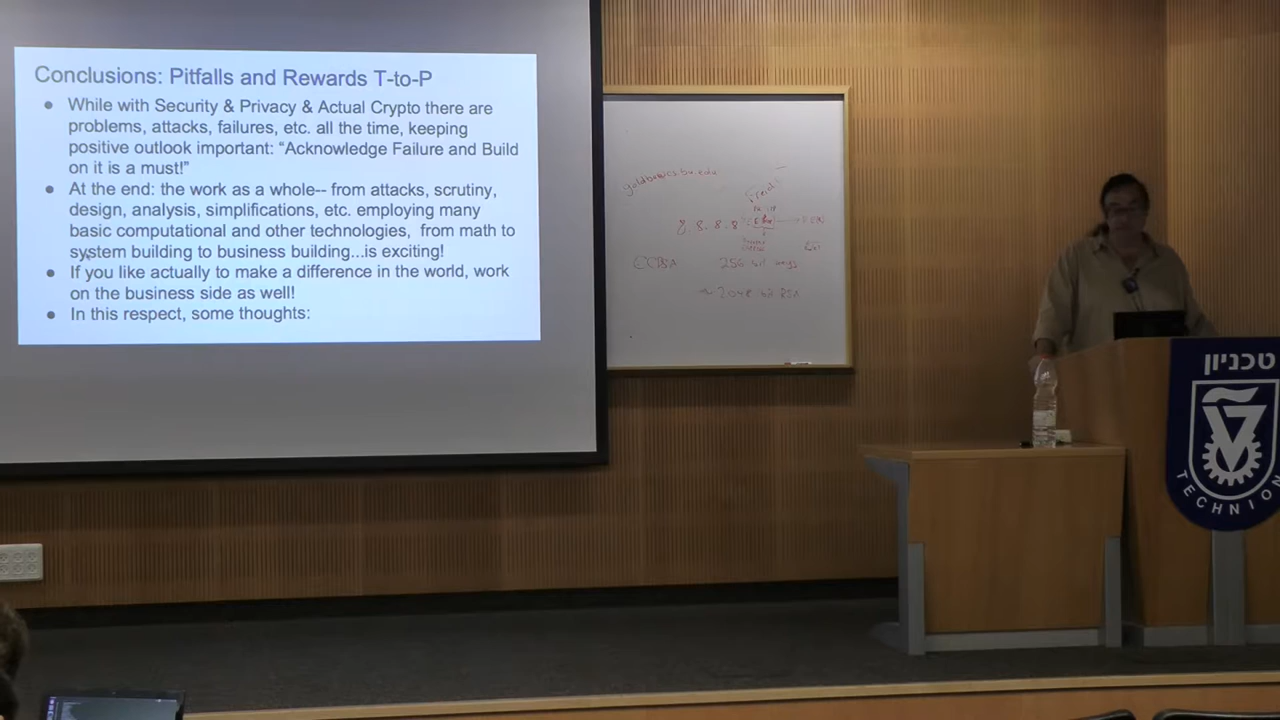 Conclusions: Pitfalls and Rewards T-to-P
● While with Security & Privacy & Actual Crypto there are
problems, attacks, failures, etc. all the time, keeping
positive outlook important: “Acknowledge Failure and Build
on it is a must!”
● At the end: the work as a whole-- from attacks, scrutiny,
design, analysis, simplifications, etc. employing many
basic computational and other technologies, from math to
system building to business building...is exciting!
● If you like actually to make a difference in the world, work
on the business side as well!
● In this respect, some thoughts:
8.8.8.8
256 bit
2048 bit RSA
טכניון
TECHNION